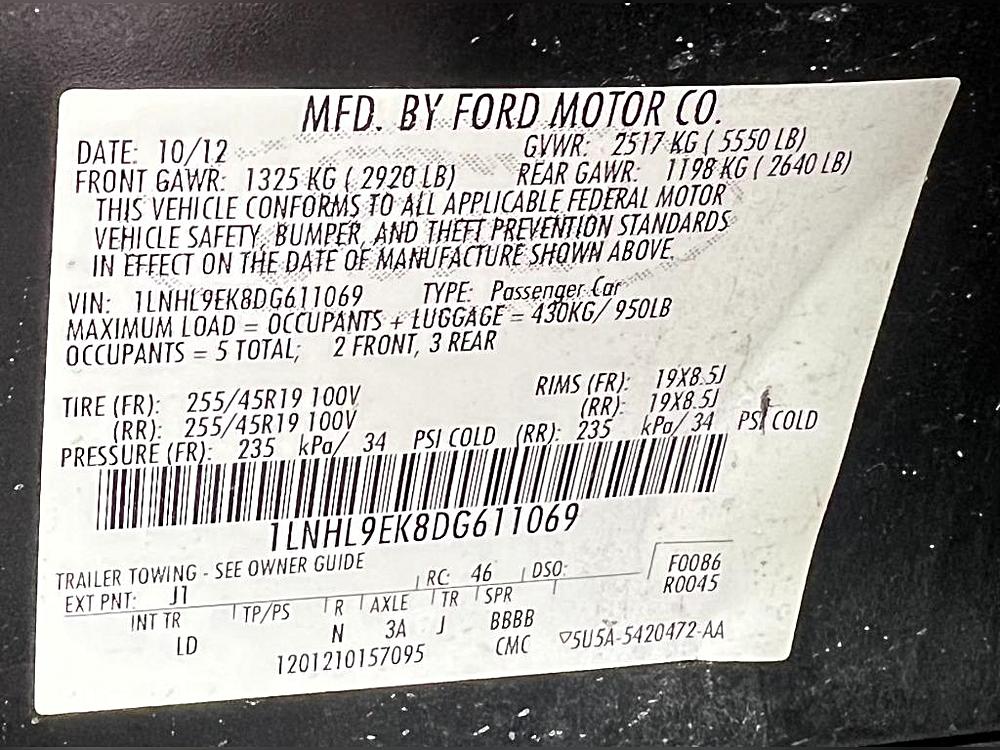 MFD. BY FORD MOTOR CO.
DATE: 10/12 GVWR: 2517 KG ( 5550 LB)
FRONT GAWR: 1325 KG ( 2920 LB) REAR GAWR: 1198 KG ( 2640 LB)
THIS VEHICLE CONFORMS TO ALL APPLICABLE FEDERAL MOTOR
VEHICLE SAFETY, BUMPER, AND THEFT PREVENTION STANDARDS
IN EFFECT ON THE DATE OF MANUFACTURE SHOWN ABOVE.
VIN: 1LNHL9EK8DG611069 TYPE: Passenger Car
MAXIMUM LOAD = OCCUPANTS + LUGGAGE = 430KG/ 950LB
OCCUPANTS = 5 TOTAL; 2 FRONT, 3 REAR
TIRE (FR): 255/45R19 100V RIMS (FR): 19X8.5J
(RR): 255/45R19 100V (RR): 19X8.5J
PRESSURE (FR): 235 kPa/ 34 PSI COLD (RR): 235 kPa/ 34 PSI COLD
1LNHL9EK8DG611069
TRAILER TOWING - SEE OWNER GUIDE
EXT PNT: J1 RC: 46 DSO: F0086
R0045
INT TR TP/PS R AXLE TR SPR
LD N 3A J BBBB
1201210157095 CMC ▽5U5A-5420472-AA